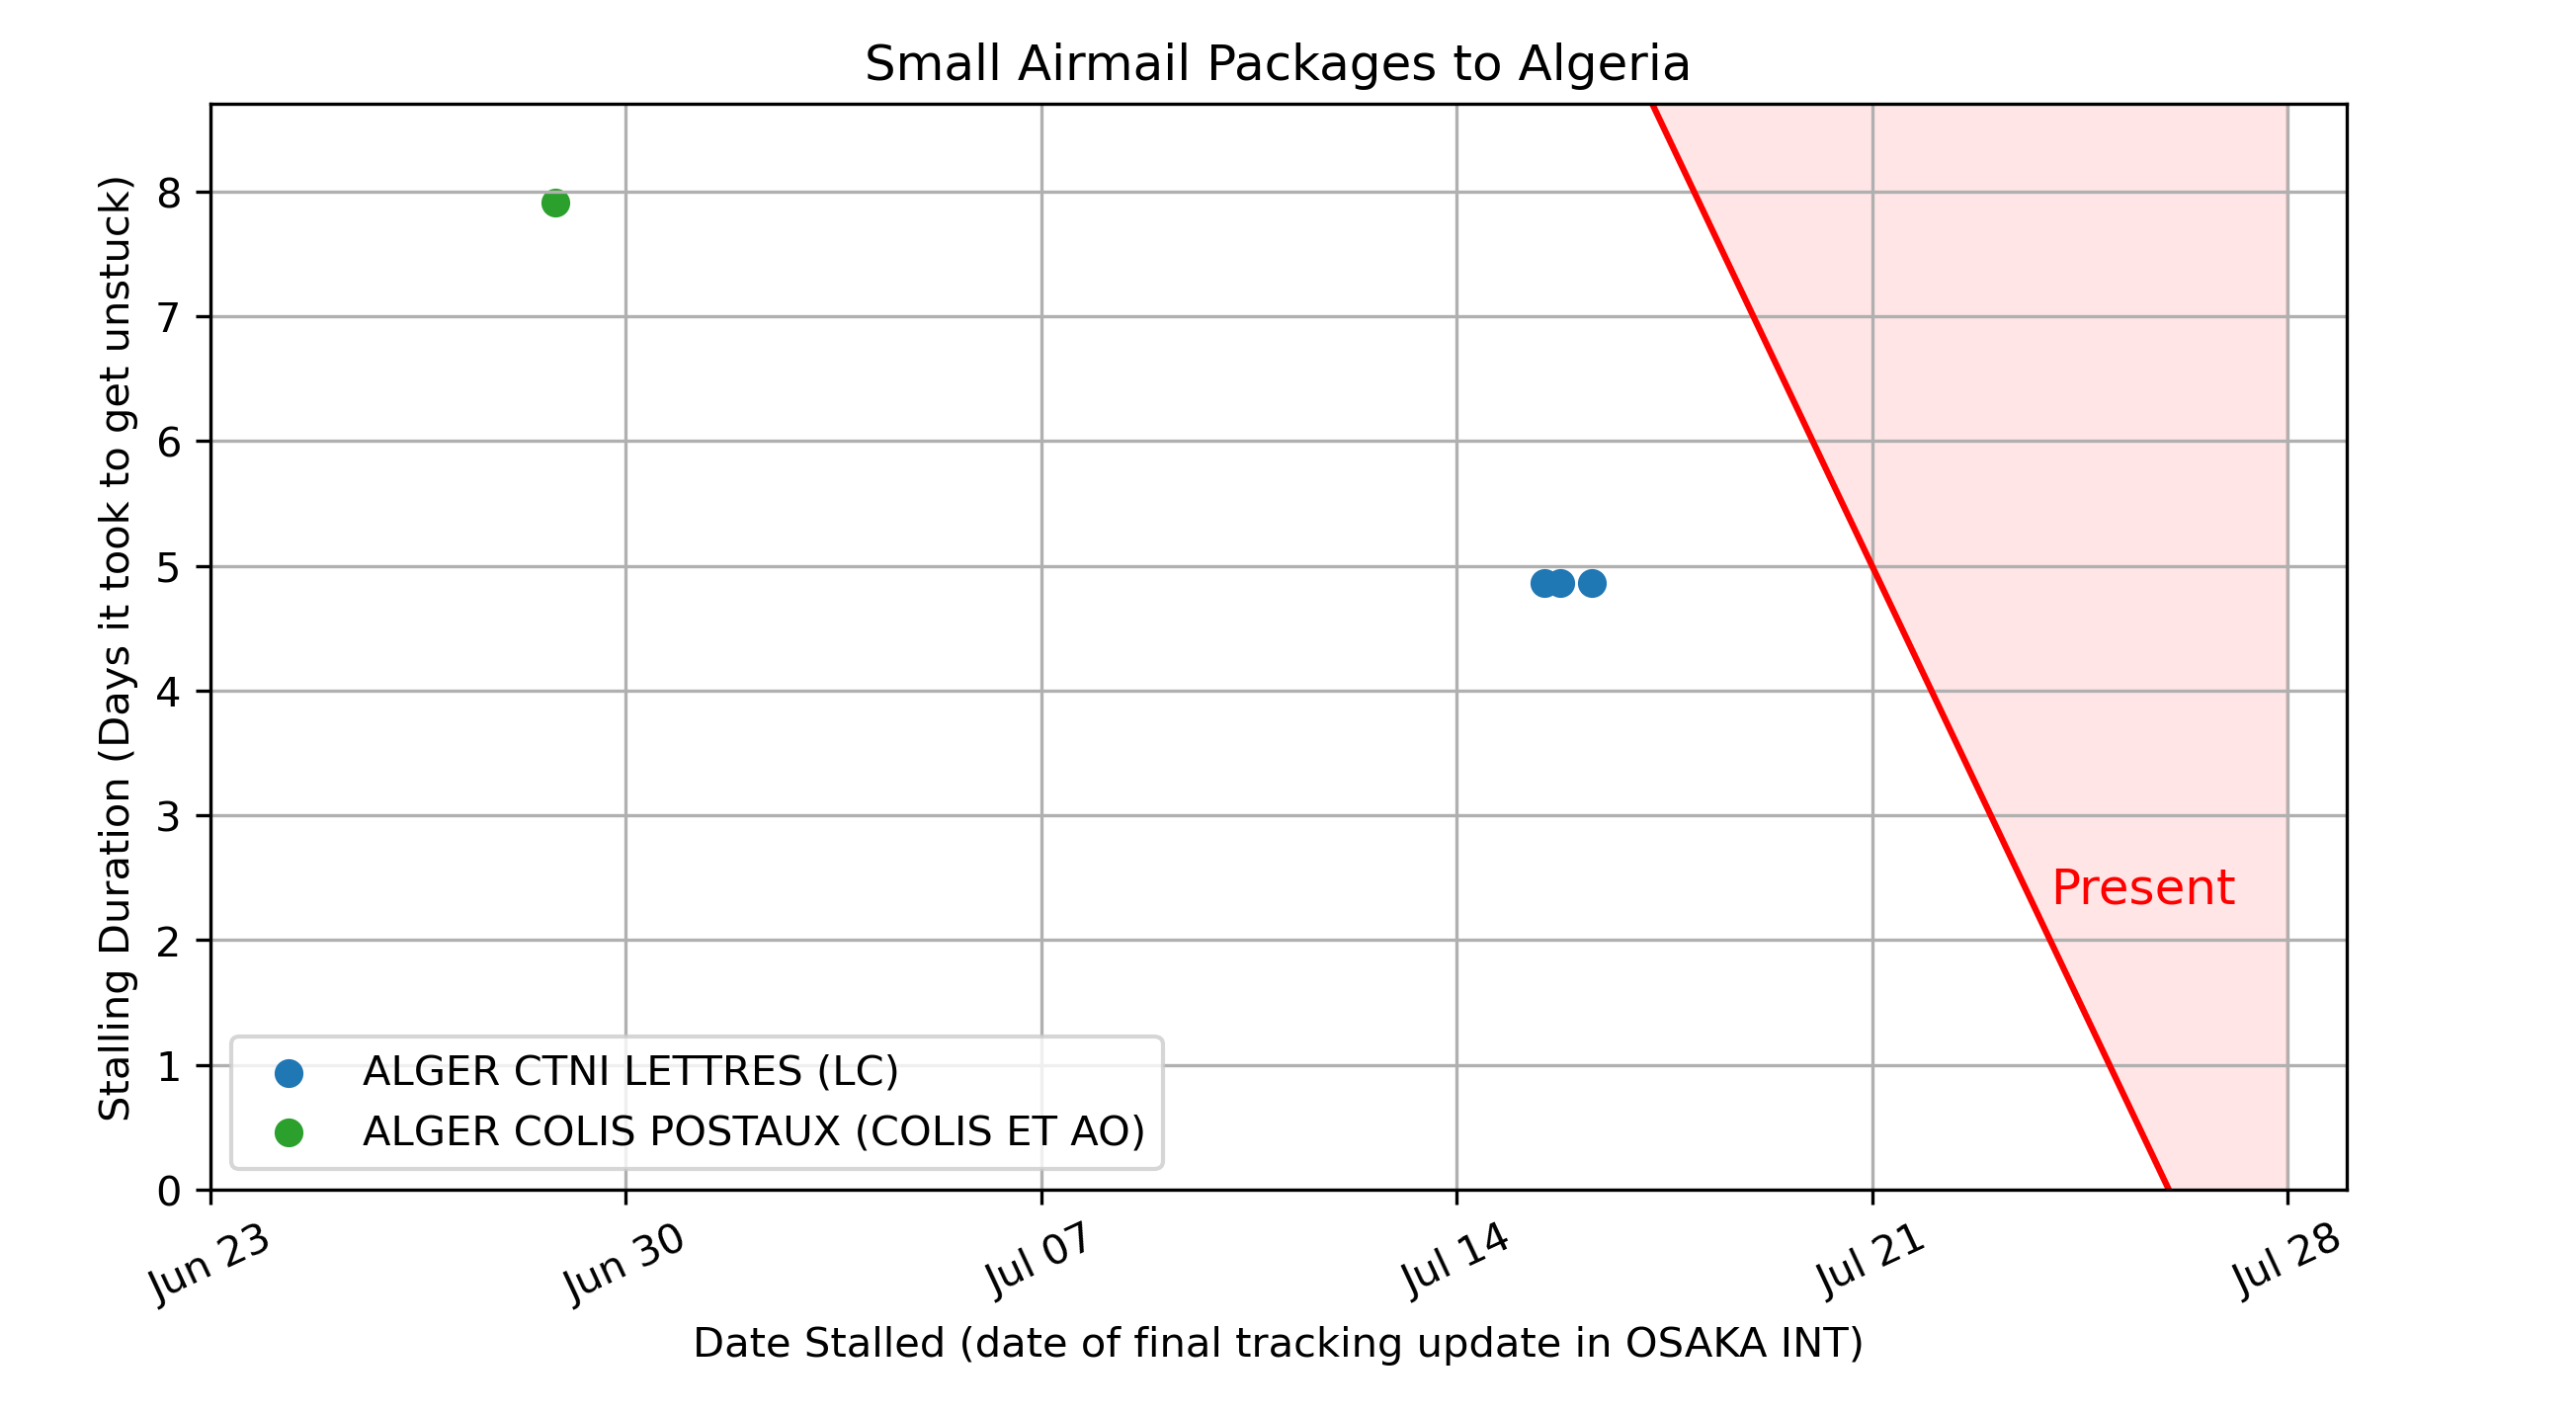 Small Airmail Packages to Algeria
Stalling Duration (Days it took to get unstuck)
8
7
6
5
4
3
2
1
0
Present
ALGER CTNI LETTRES (LC)
ALGER COLIS POSTAUX (COLIS ET AO)
Jun 23
Jun 30
Jul 07
Jul 14
Jul 21
Jul 28
Date Stalled (date of final tracking update in OSAKA INT)